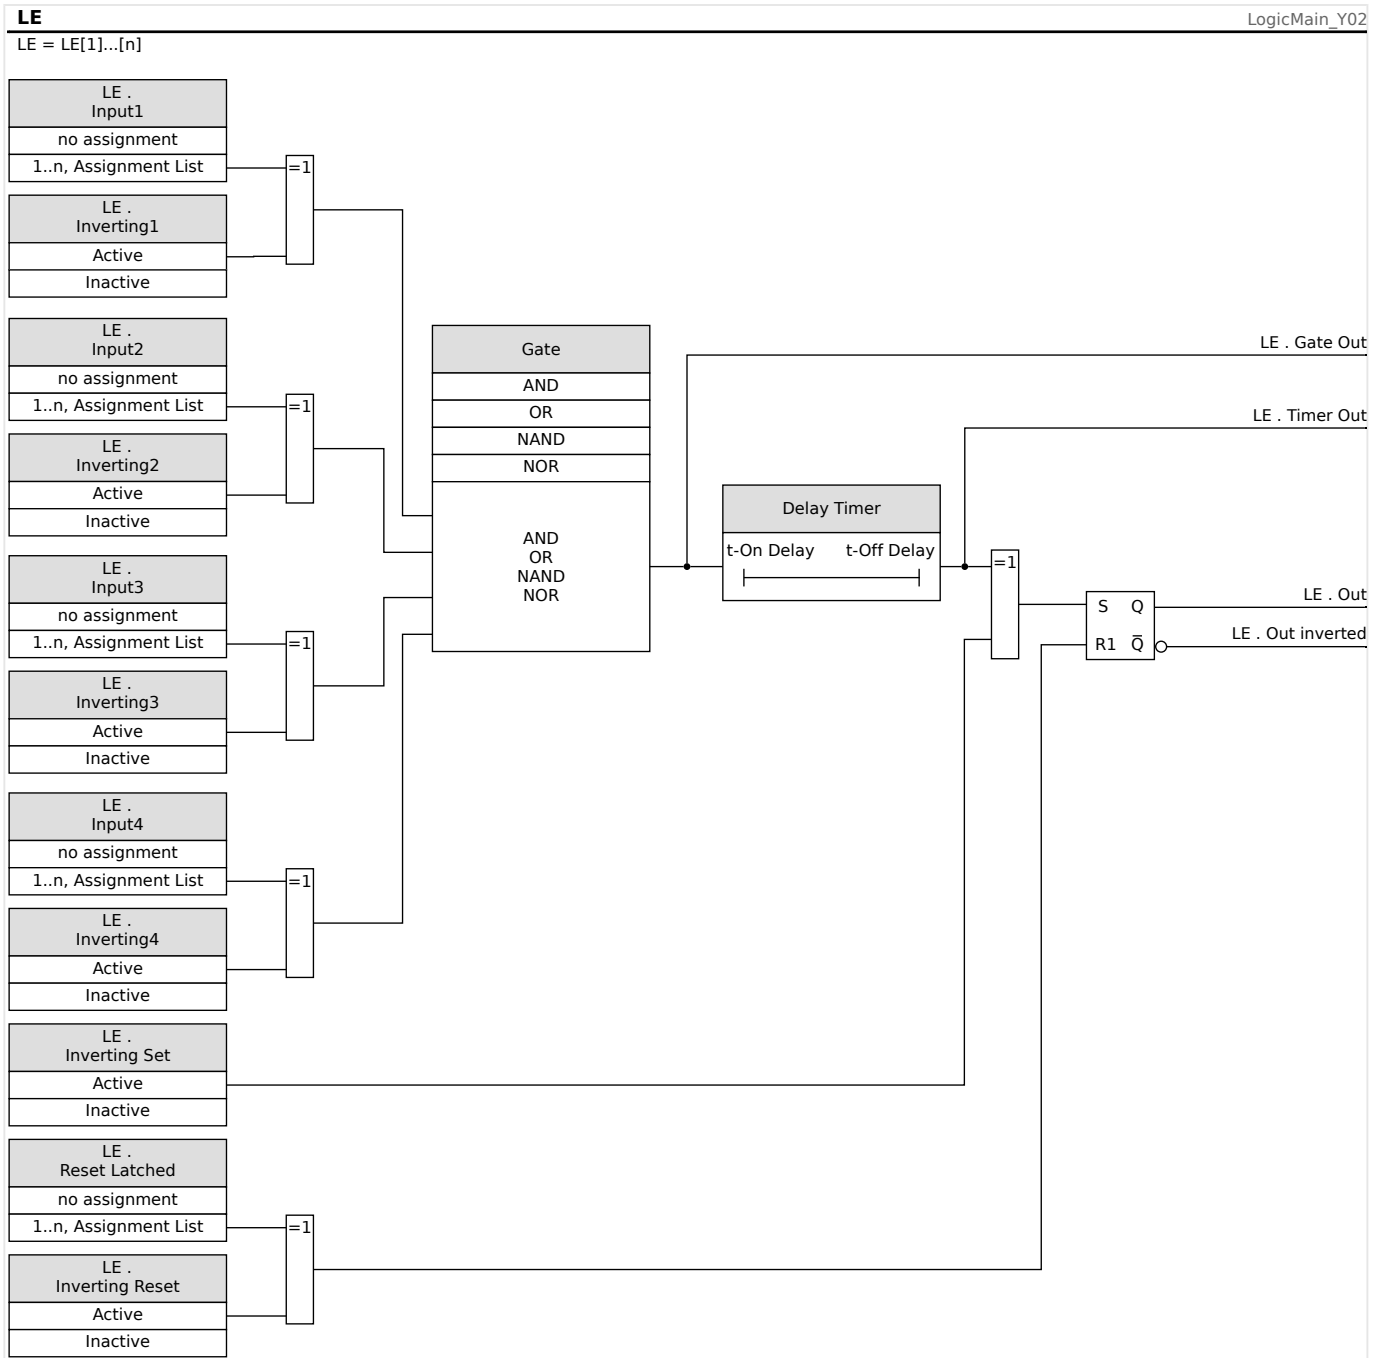 LE
LogicMain_Y02
LE = LE[1]...[n]
LE .
Input1
no assignment
1..n, Assignment List
=1
LE .
Inverting1
Active
Inactive
LE .
Input2
no assignment
1..n, Assignment List
=1
LE .
Inverting2
Active
Inactive
LE .
Input3
no assignment
1..n, Assignment List
=1
LE .
Inverting3
Active
Inactive
LE .
Input4
no assignment
1..n, Assignment List
=1
LE .
Inverting4
Active
Inactive
LE .
Inverting Set
Active
Inactive
LE .
Reset Latched
no assignment
1..n, Assignment List
=1
LE .
Inverting Reset
Active
Inactive
Gate
AND
OR
NAND
NOR
AND
OR
NAND
NOR
Delay Timer
t-On Delay t-Off Delay
=1
S Q
R1 Q̅
LE . Gate Out
LE . Timer Out
LE . Out
LE . Out inverted